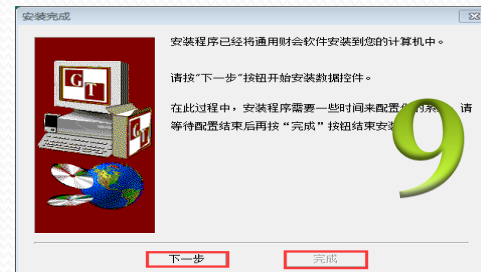 安装完成
安装程序已经将通用财会软件安装到您的计算机中。
GT
请按"下一步"按钮开始安装数据控件。
在此过程中，安装程序需要一些时间来配置 系 请
等待配置结束后再按“完成”按钮结束安
9
下一步
完成